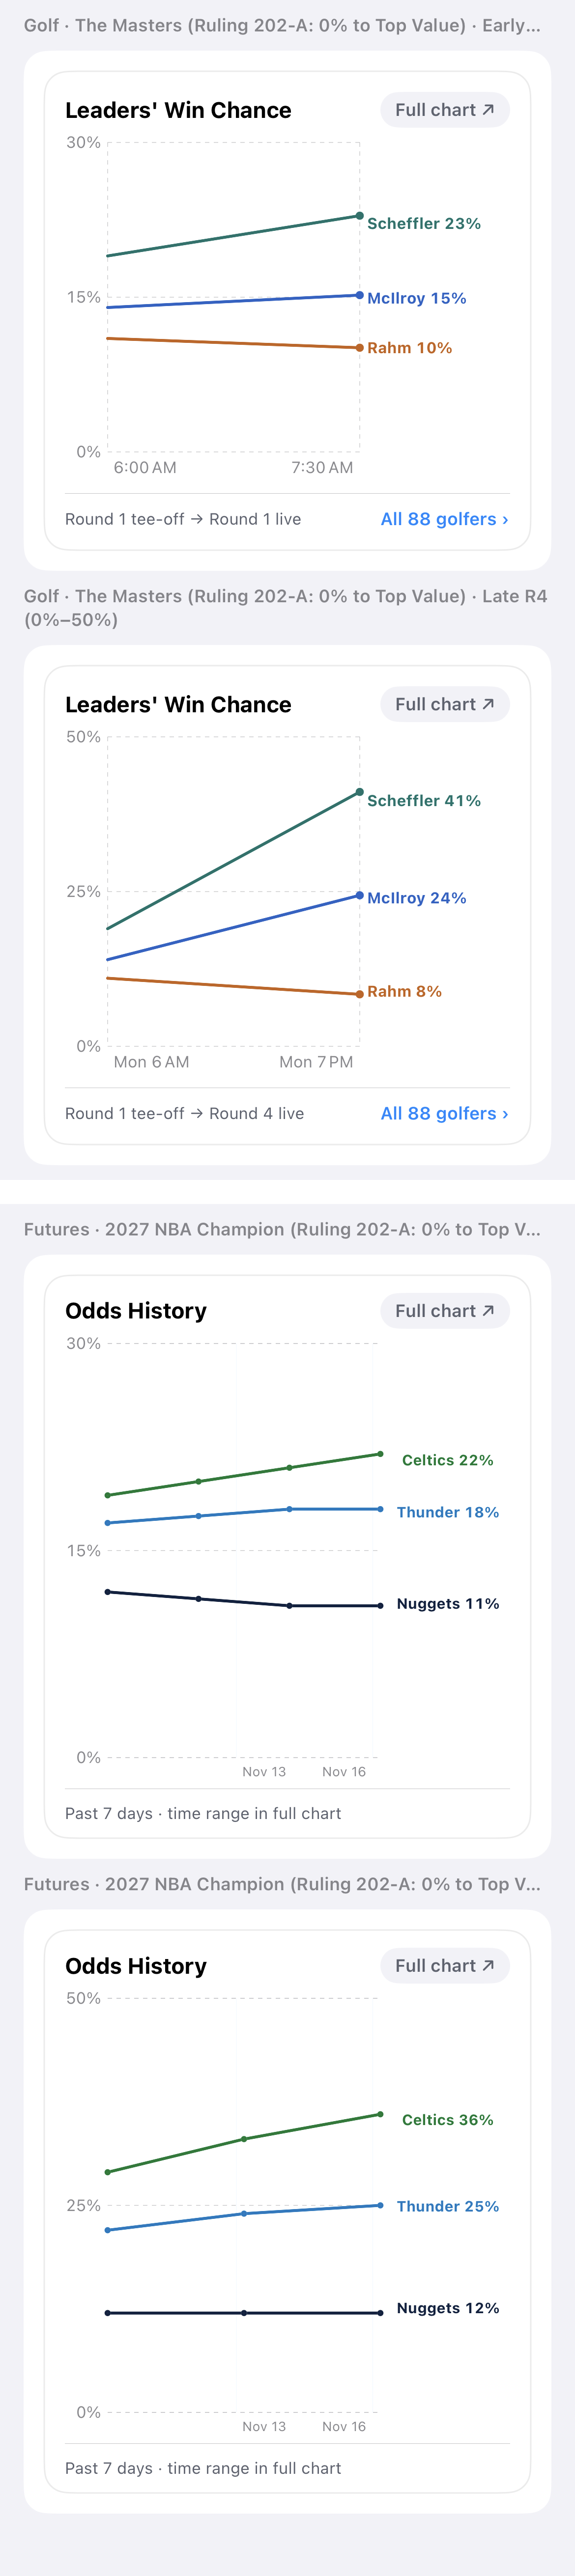 Golf · The Masters (Ruling 202-A: 0% to Top Value) · Early...
Leaders' Win Chance
Full chart ↗
30%
Scheffler 23%
15%
McIlroy 15%
Rahm 10%
0%
6:00 AM
7:30 AM
Round 1 tee-off → Round 1 live
All 88 golfers ›
Golf · The Masters (Ruling 202-A: 0% to Top Value) · Late R4
(0%–50%)
Leaders' Win Chance
Full chart ↗
50%
Scheffler 41%
25%
McIlroy 24%
Rahm 8%
0%
Mon 6 AM
Mon 7 PM
Round 1 tee-off → Round 4 live
All 88 golfers ›
Futures · 2027 NBA Champion (Ruling 202-A: 0% to Top V...
Odds History
Full chart ↗
30%
Celtics 22%
Thunder 18%
15%
Nuggets 11%
0%
Nov 13
Nov 16
Past 7 days · time range in full chart
Futures · 2027 NBA Champion (Ruling 202-A: 0% to Top V...
Odds History
Full chart ↗
50%
Celtics 36%
25%
Thunder 25%
Nuggets 12%
0%
Nov 13
Nov 16
Past 7 days · time range in full chart